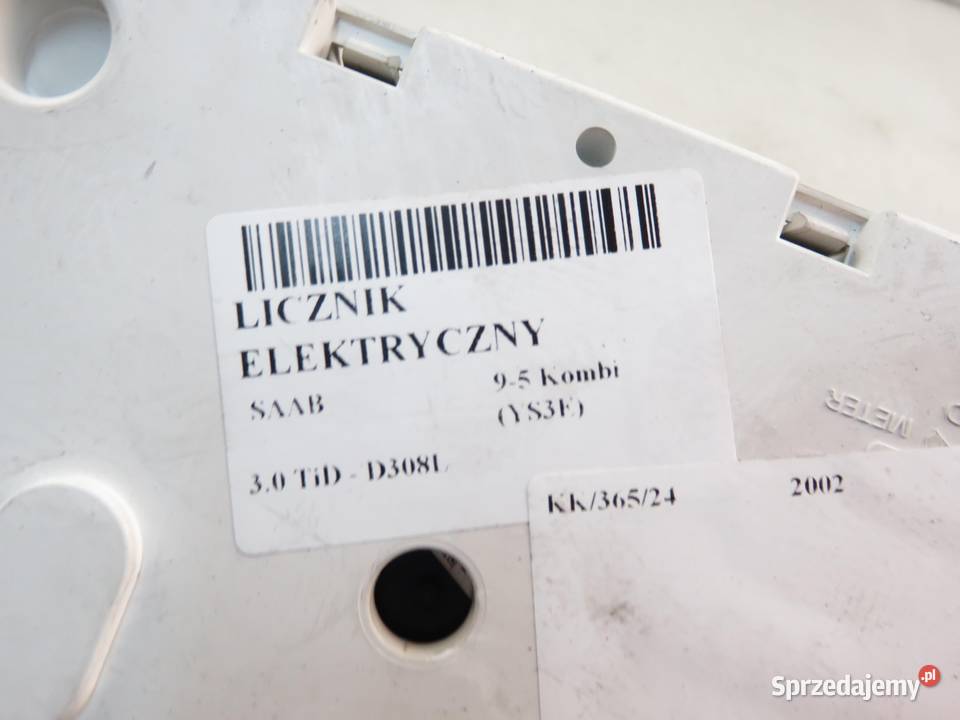 LICZNIK
ELEKTRYCZNY
SAAB 9-5 Kombi
(YS3E)
3.0 TiD - D308L
KK/365/24 2002
METER
Sprzedajemy.pl